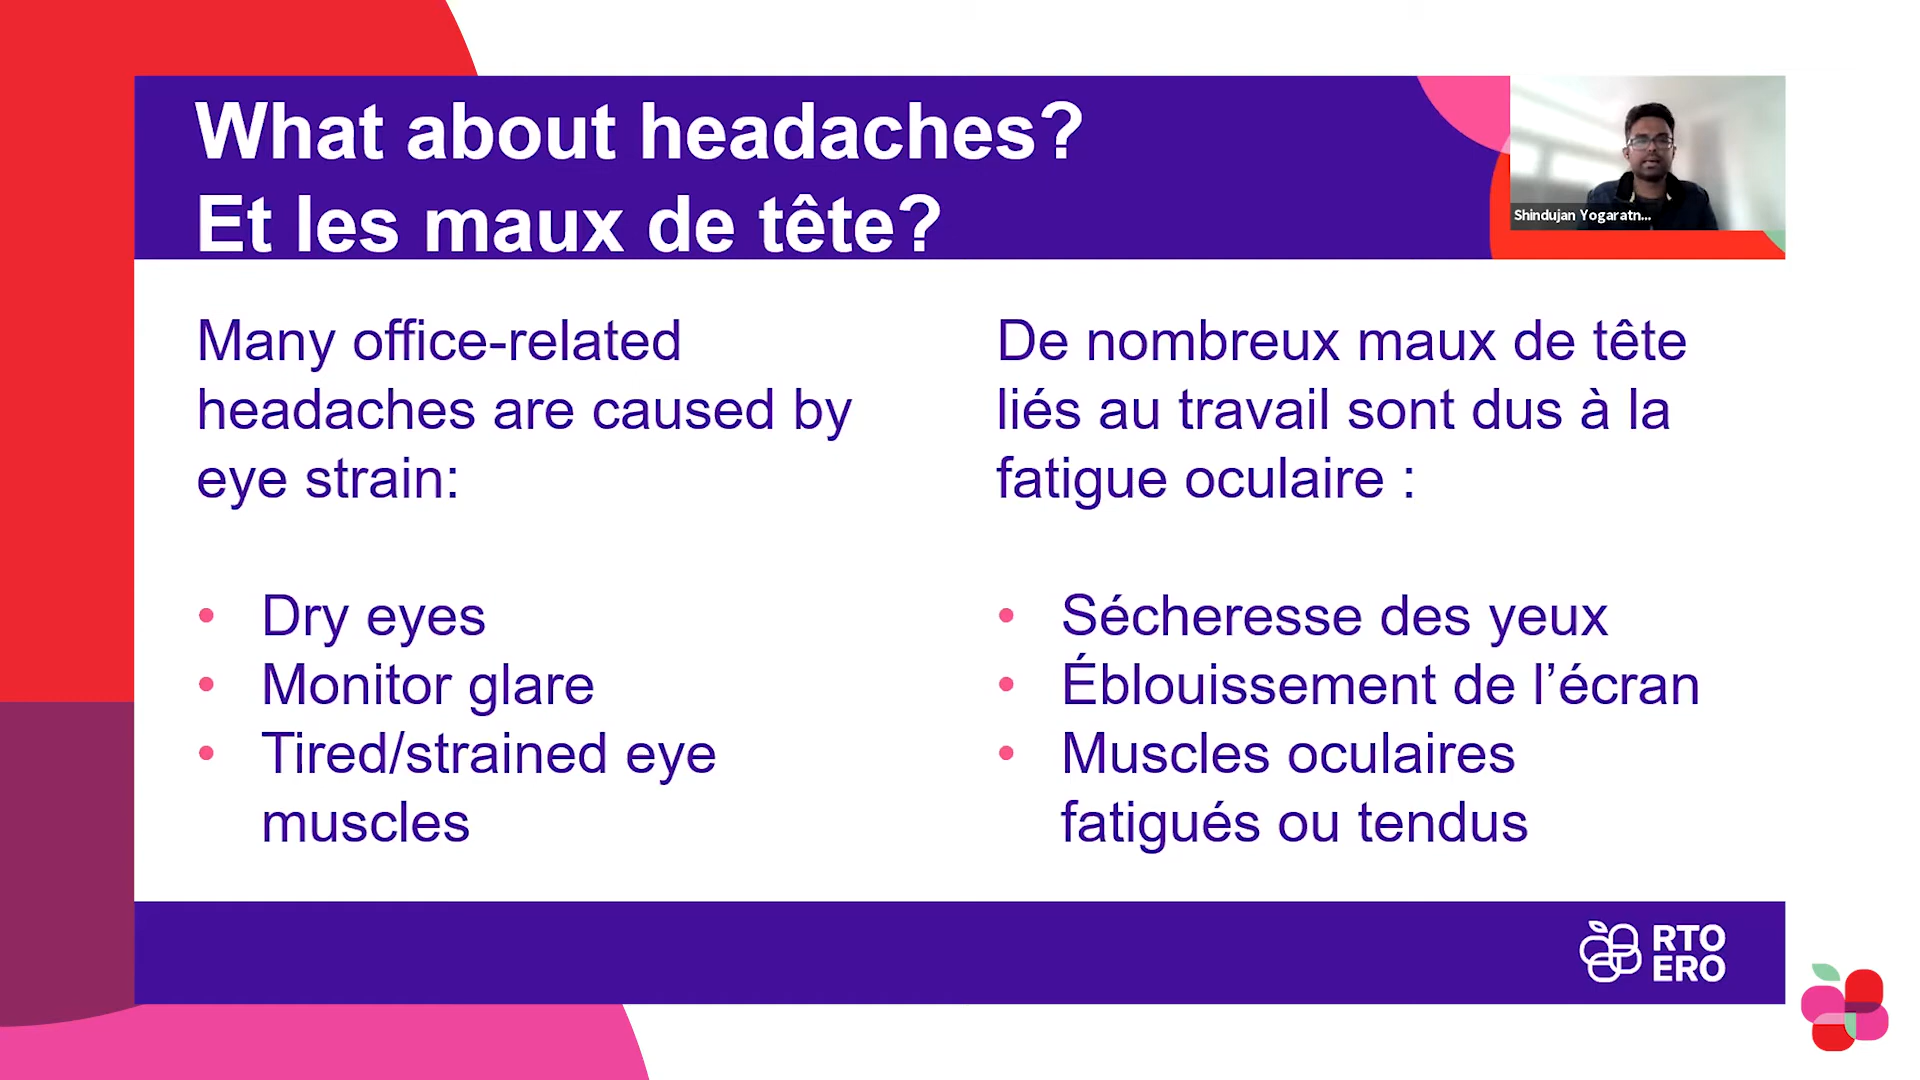 What about headaches?
Et les maux de tête?
Shindujan Yogaratn...
Many office-related
headaches are caused by
eye strain:
• Dry eyes
• Monitor glare
• Tired/strained eye
muscles
De nombreux maux de tête
liés au travail sont dus à la
fatigue oculaire :
• Sécheresse des yeux
• Éblouissement de l’écran
• Muscles oculaires
fatigués ou tendus
RTO
ERO